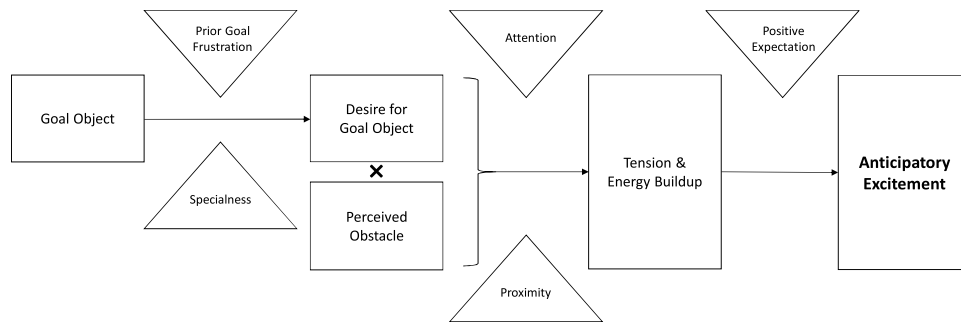 Prior Goal
Frustration
Attention
Positive
Expectation
Goal Object
Desire for
Goal Object
×
Tension &
Energy Buildup
Anticipatory
Excitement
Specialness
Perceived
Obstacle
Proximity